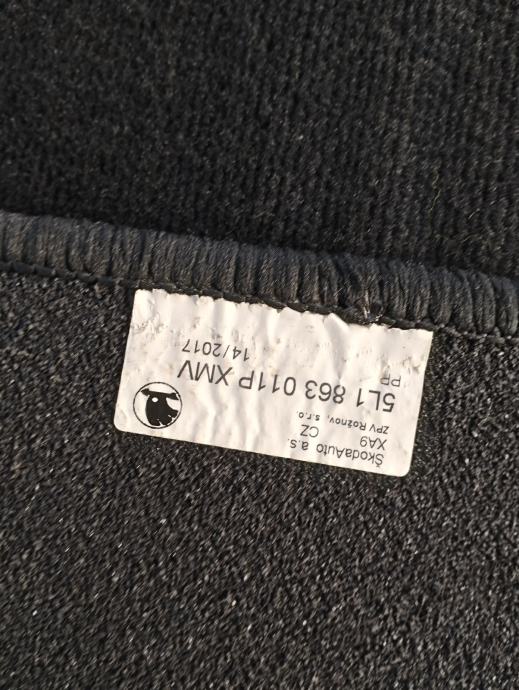 ŠkodaAuto a.s.
XA9 CZ
ZPV Rožnov, s.r.o.
5L1 863 011P XMV
PP 14/2017